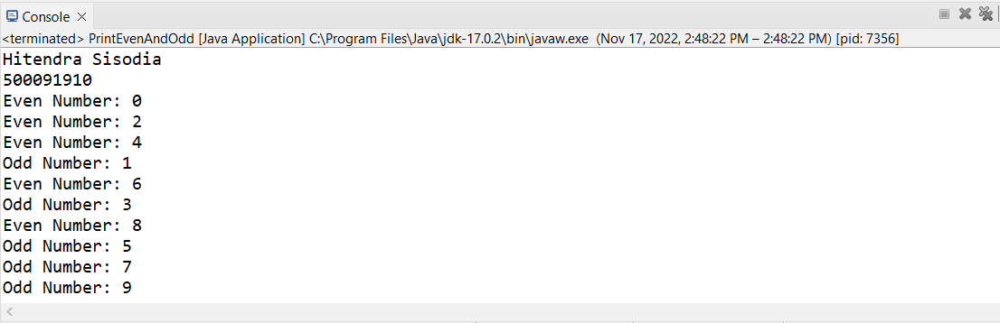 Console
<terminated> PrintEvenAndOdd [Java Application] C:\Program Files\Java\jdk-17.0.2\bin\javaw.exe (Nov 17, 2022, 2:48:22 PM – 2:48:22 PM) [pid: 7356]
Hitendra Sisodia
500091910
Even Number: 0
Even Number: 2
Even Number: 4
Odd Number: 1
Even Number: 6
Odd Number: 3
Even Number: 8
Odd Number: 5
Odd Number: 7
Odd Number: 9